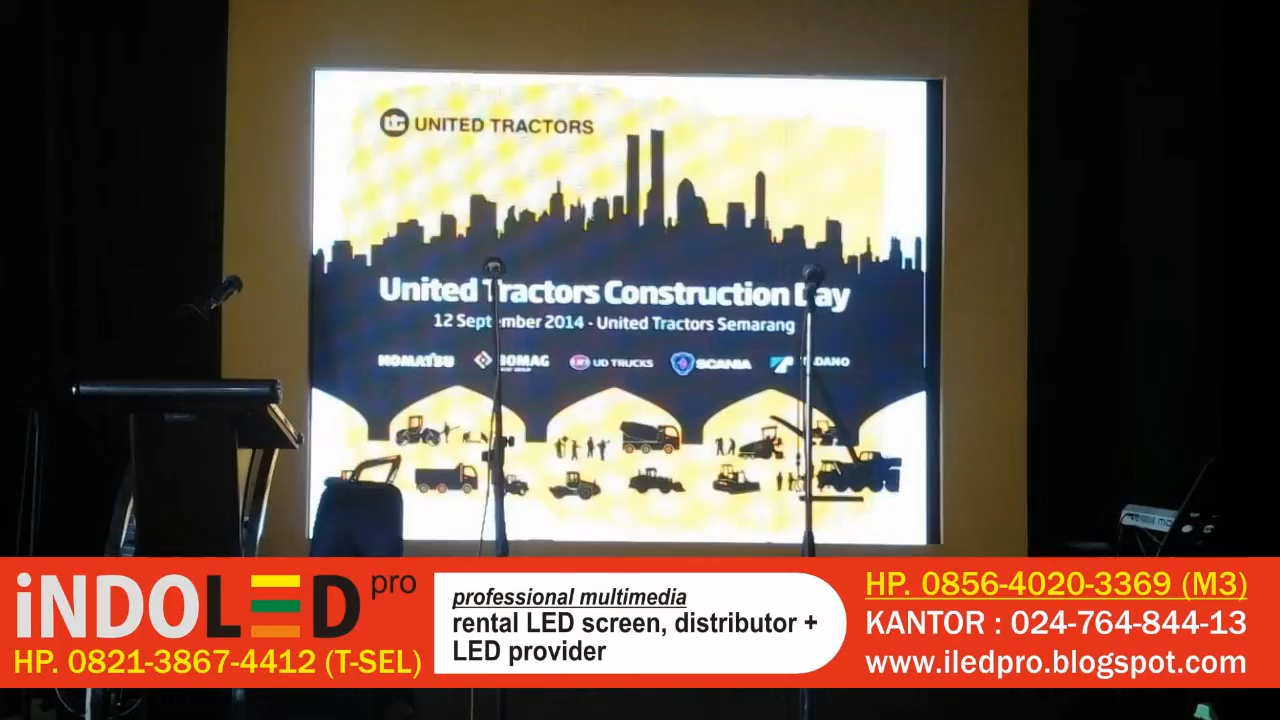 UNITED TRACTORS
United Tractors Construction Day
12 September 2014 - United Tractors Semarang
KOMATSU BOMAG UD TRUCKS SCANIA TADANO
iNDOLED pro
HP. 0821-3867-4412 (T-SEL)
professional multimedia
rental LED screen, distributor +
LED provider
HP. 0856-4020-3369 (M3)
KANTOR : 024-764-844-13
www.iledpro.blogspot.com